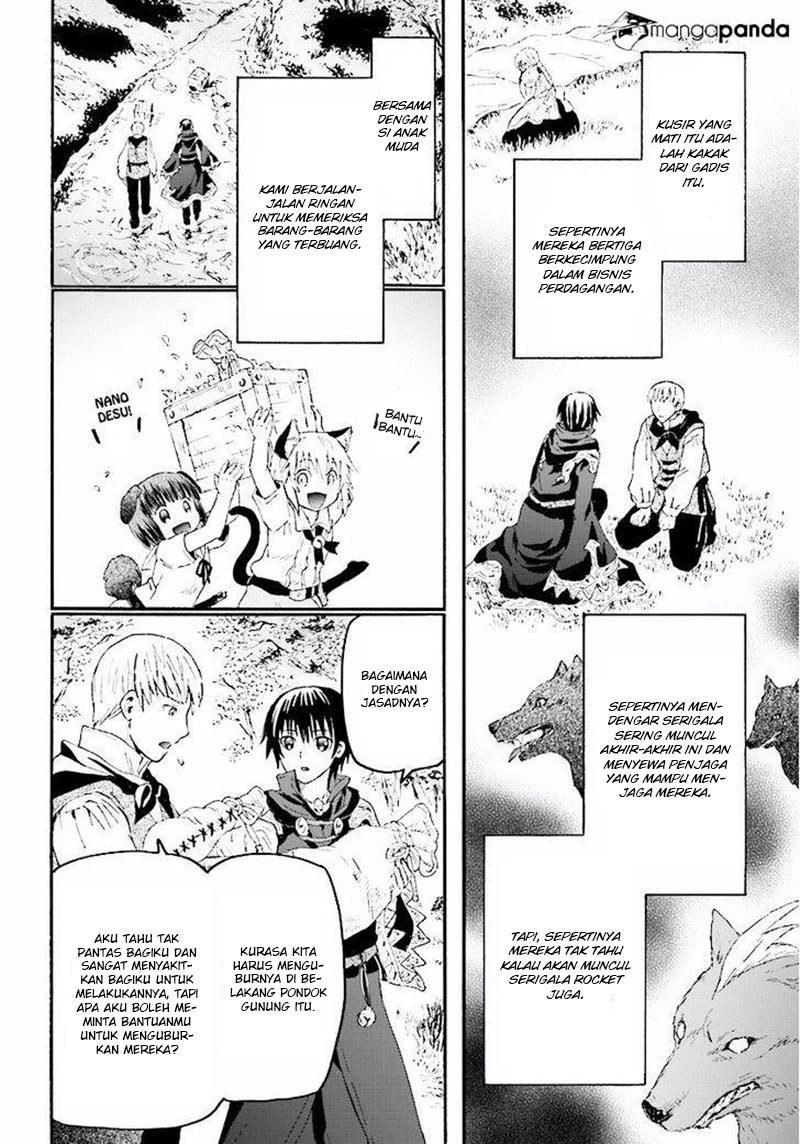 mangapanda
KUSIR YANG
MATI ITU ADA-
LAH KAKAK
DARI GADIS
ITU.
SEPERTINYA
MEREKA BERTIGA
BERKECIMPUNG
DALAM BISNIS
PERDAGANGAN.
SEPERTINYA MEN-
DENGAR SERIGALA
SERING MUNCUL
AKHIR-AKHIR INI DAN
MENYEWA PENJAGA
YANG MAMPU MEN-
JAGA MEREKA.
TAPI, SEPERTINYA
MEREKA TAK TAHU
KALAU AKAN MUNCUL
SERIGALA ROCKET
JUGA.
BERSAMA
DENGAN
SI ANAK
MUDA
KAMI BERJALAN-
JALAN RINGAN
UNTUK MEMERIKSA
BARANG-BARANG
YANG TERBUANG.
BANTU
BANTU~
NANO
DESU!
BAGAIMANA
DENGAN
JASADNYA?
KURASA KITA
HARUS MENGU-
BURNYA DI BE-
LAKANG PONDOK
GUNUNG ITU.
AKU TAHU TAK
PANTAS BAGIKU DAN
SANGAT MENYAKIT-
KAN BAGIKU UNTUK
MELAKUKANNYA, TAPI
APA AKU BOLEH ME-
MINTA BANTUANMU
UNTUK MENGUBUR-
KAN MEREKA?